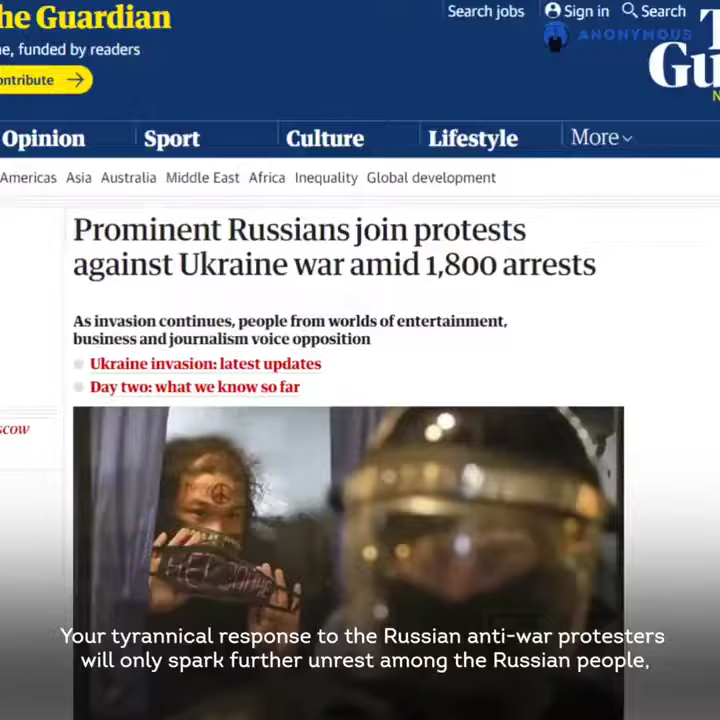 he Guardian
Search jobs
Sign in
Search
ANONYMOUS
T
Gu
N
e, funded by readers
ontribute →
Opinion
Sport
Culture
Lifestyle
More
Americas Asia Australia Middle East Africa Inequality Global development
Prominent Russians join protests
against Ukraine war amid 1,800 arrests
As invasion continues, people from worlds of entertainment,
business and journalism voice opposition
Ukraine invasion: latest updates
Day two: what we know so far
scow
Your tyrannical response to the Russian anti-war protesters
will only spark further unrest among the Russian people,